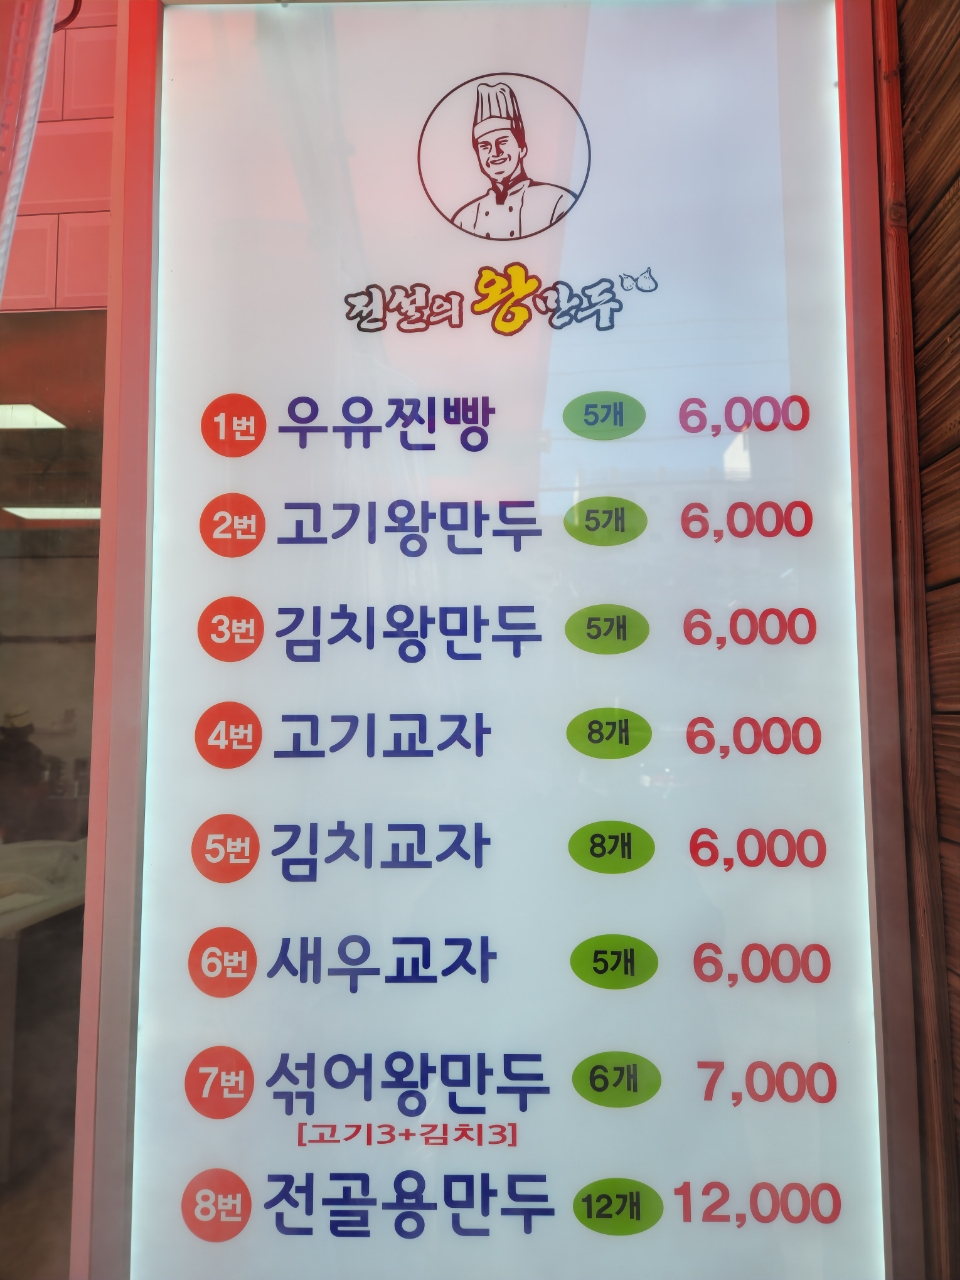 전설의 왕만두
1번 우유찐빵 5개 6,000
2번 고기왕만두 5개 6,000
3번 김치왕만두 5개 6,000
4번 고기교자 8개 6,000
5번 김치교자 8개 6,000
6번 새우교자 5개 6,000
7번 섞어왕만두 6개 7,000
[고기3+김치3]
8번 전골용만두 12개 12,000